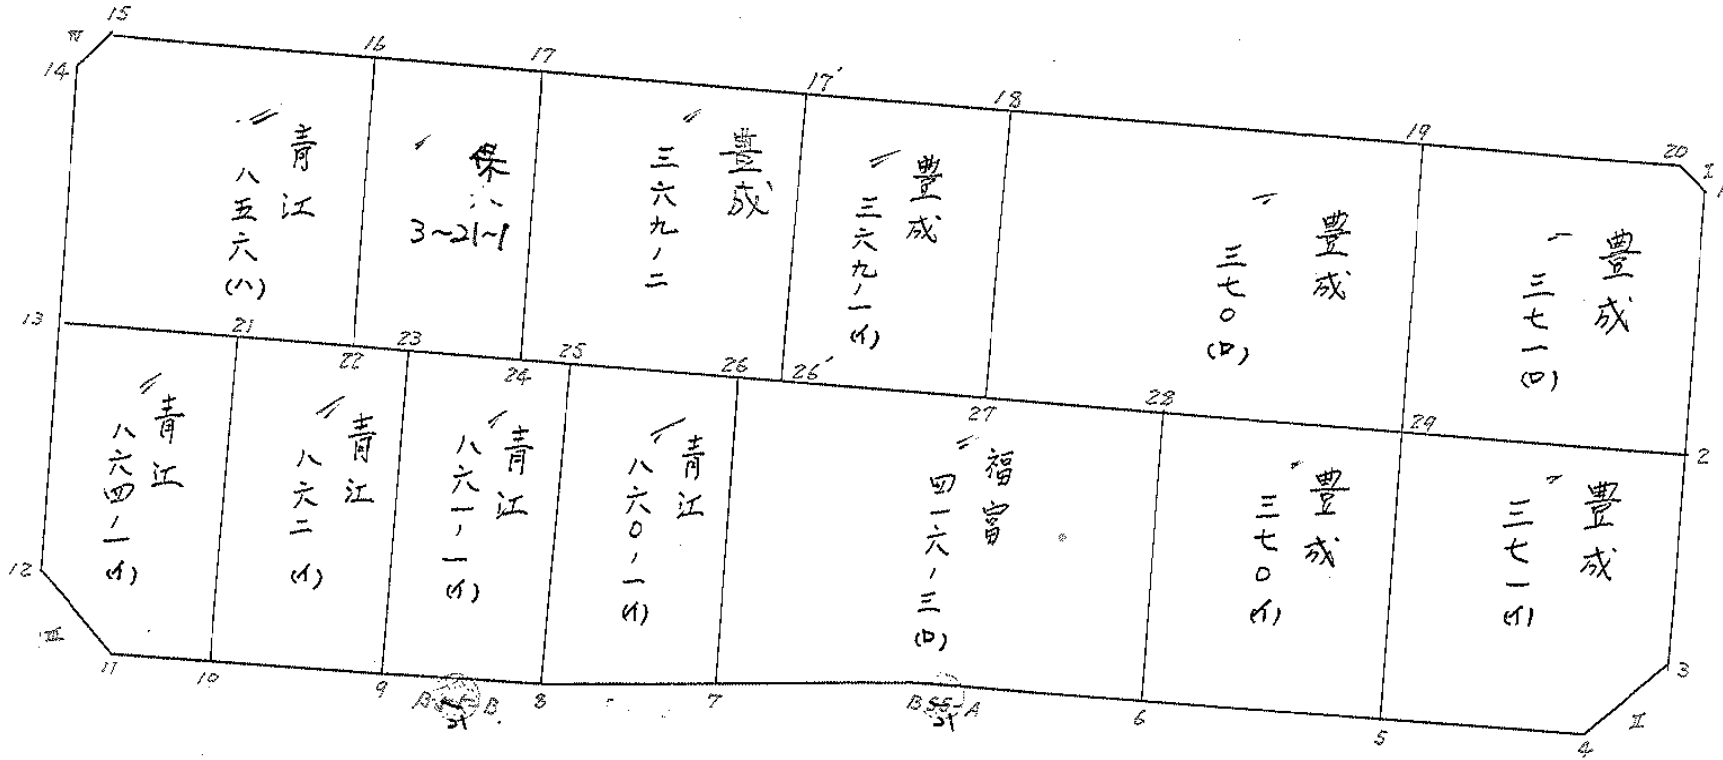 15
16
17
17′
18
19
20
I
1
IV
14
青江
八五六(ハ)
保
3~21~1
豊成
三六九ノ二
豊成
三六九ノ一(イ)
豊成
三七〇(ロ)
豊成
三七一(ロ)
13
21
22
23
24
25
26
26′
27
28
29
2
青江
八六四ノ一(イ)
青江
八六二(イ)
青江
八六一ノ一(イ)
青江
八六〇ノ一(イ)
福富
四一六ノ三(ロ)
豊成
三七〇(イ)
豊成
三七一(イ)
12
III
11
10
9
B
B
8
7
B
A
6
5
4
II
3